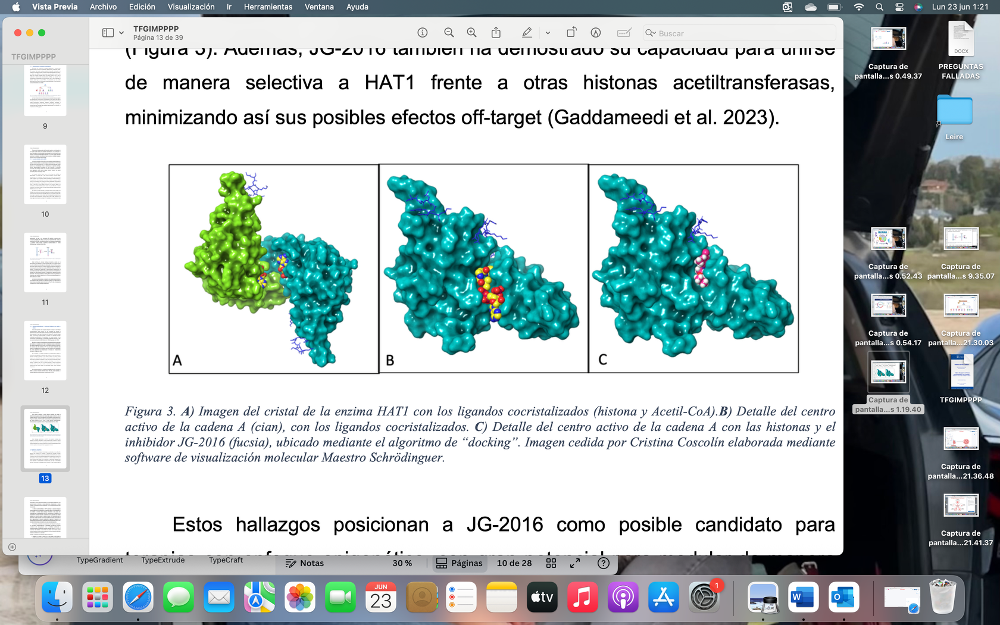 Vista Previa Archivo Edición Visualización Ir Herramientas Ventana Ayuda
Lun 23 jun 1:21
TFGIMPPPP
Página 13 de 39
Buscar
TFGIMPPPP
9
10
11
12
13
(Figura 3). Además, JG-2016 también ha demostrado su capacidad para unirse
de manera selectiva a HAT1 frente a otras histonas acetiltransferasas,
minimizando así sus posibles efectos off-target (Gaddameedi et al. 2023).
A
B
C
Figura 3. A) Imagen del cristal de la enzima HAT1 con los ligandos cocristalizados (histona y Acetil-CoA).B) Detalle del centro
activo de la cadena A (cian), con los ligandos cocristalizados. C) Detalle del centro activo de la cadena A con las histonas y el
inhibidor JG-2016 (fucsia), ubicado mediante el algoritmo de “docking”. Imagen cedida por Cristina Coscolín elaborada mediante
software de visualización molecular Maestro Schrödinguer.
Estos hallazgos posicionan a JG-2016 como posible candidato para
Captura de
pantalla...s 0.49.37
DOCX
PREGUNTAS
FALLADAS
Leire
Captura de
pantalla...s 0.52.43
Captura de
pantalla...s 9.35.07
Captura de
pantalla...s 0.54.17
Captura de
pantalla...21.30.03
Captura de
pantalla...s 1.19.40
TFGIMPPPP
Captura de
pantalla...21.36.48
Captura de
pantalla...21.41.37
TypeGradient TypeExtrude TypeCraft
Notas 30 % Páginas 10 de 28
JUN
23
tv
1
W
O